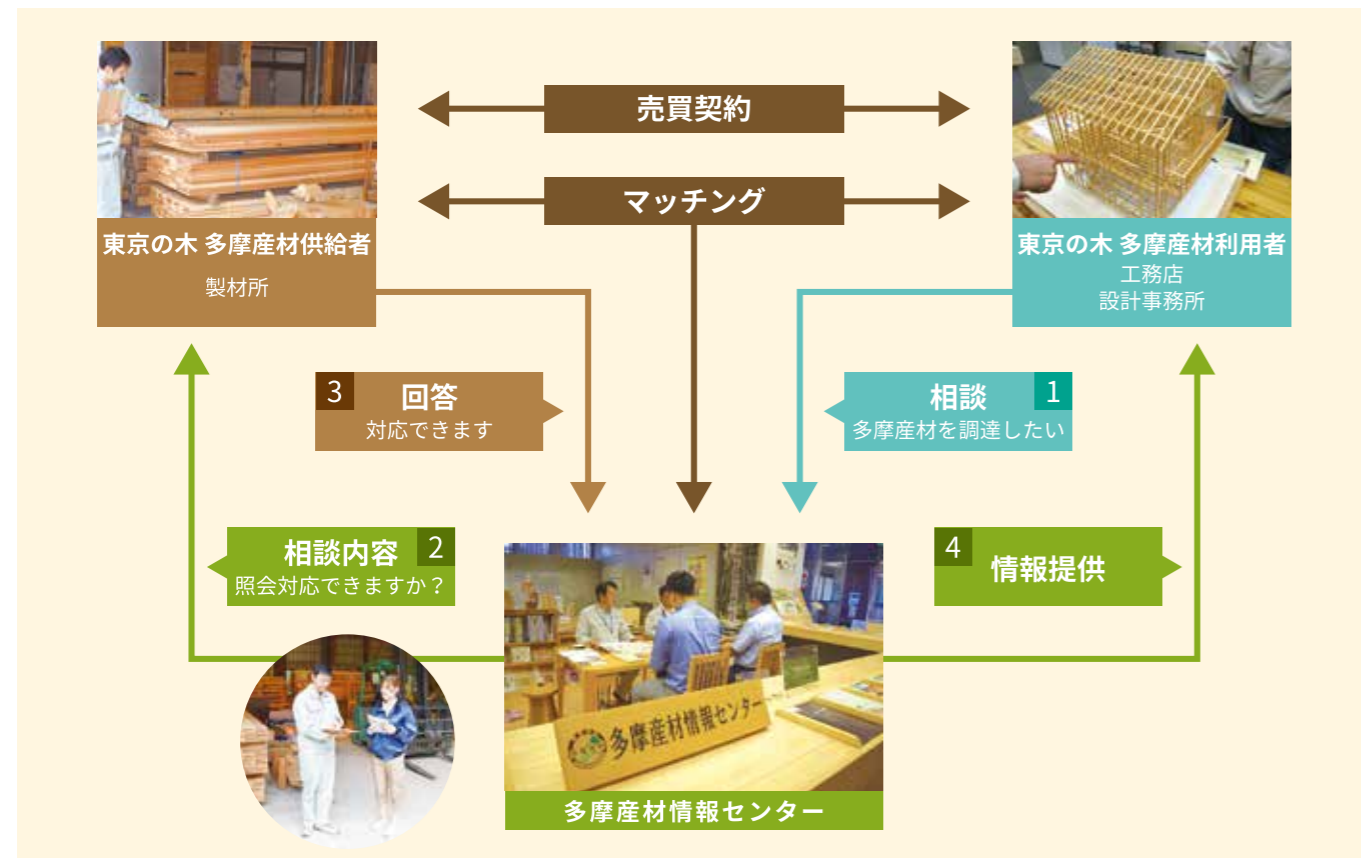 売買契約
マッチング
東京の木 多摩産材供給者
製材所
東京の木 多摩産材利用者
工務店
設計事務所
3 回答
対応できます
相談 1
多摩産材を調達したい
相談内容 2
照会対応できますか？
4 情報提供
多摩産材情報センター
多摩産材情報センター